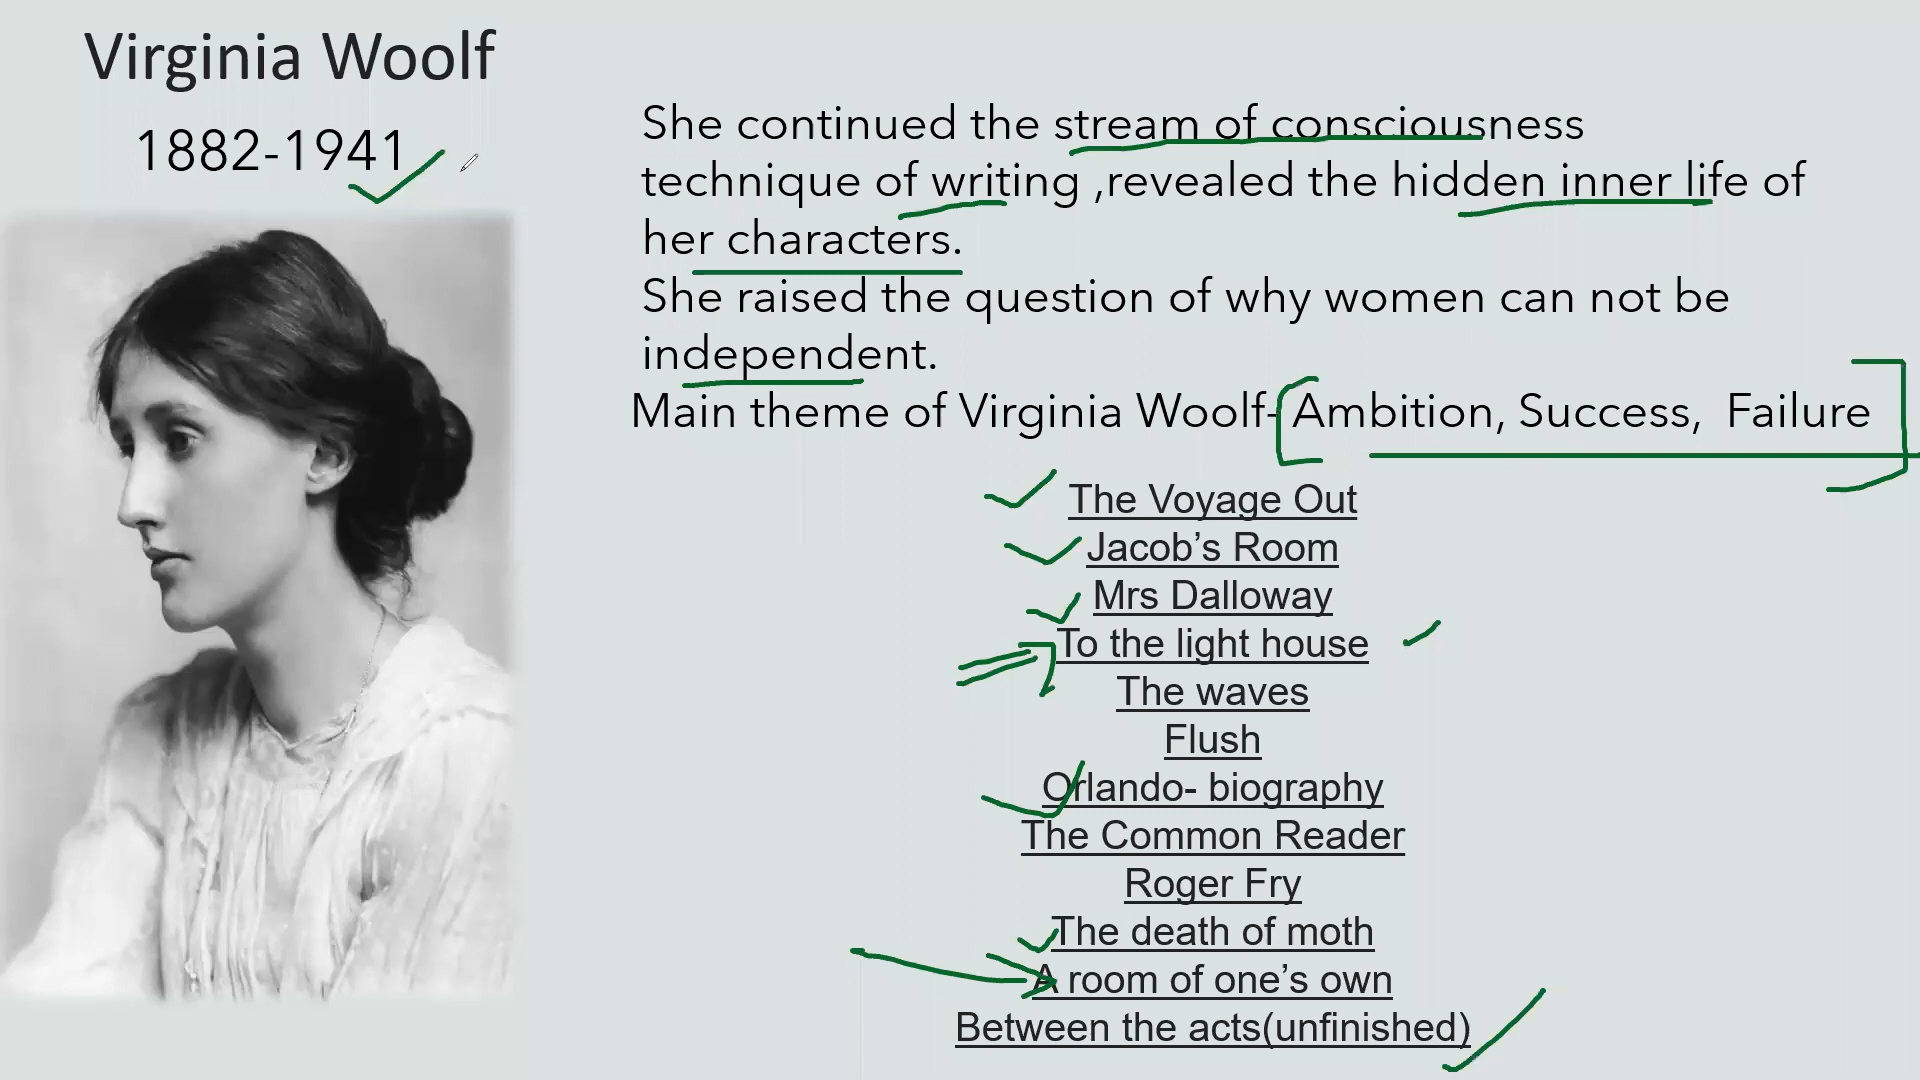 Virginia Woolf
1882-1941
She continued the stream of consciousness
technique of writing ,revealed the hidden inner life of
her characters.
She raised the question of why women can not be
independent.
Main theme of Virginia Woolf- Ambition, Success, Failure
The Voyage Out
Jacob’s Room
Mrs Dalloway
To the light house
The waves
Flush
Orlando- biography
The Common Reader
Roger Fry
The death of moth
A room of one’s own
Between the acts(unfinished)